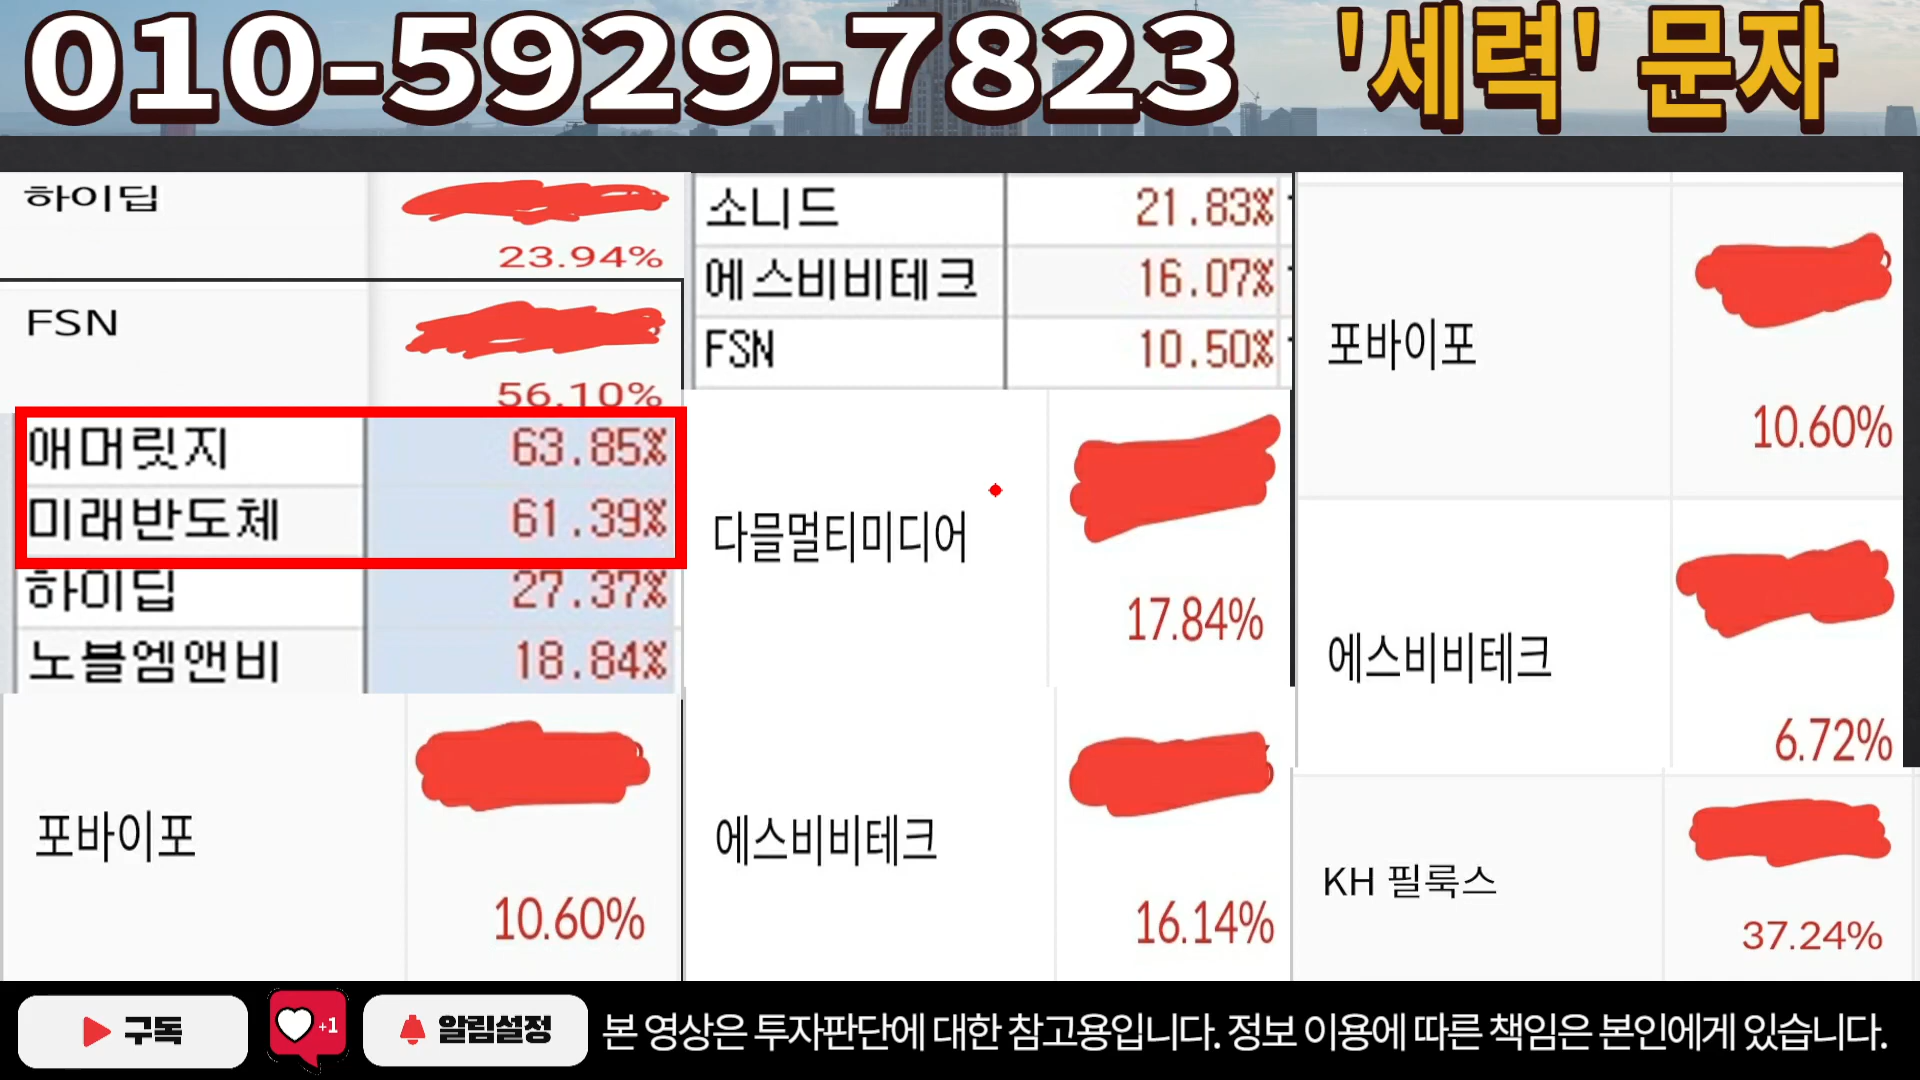 010-5929-7823 '세력' 문자
하이딥
23.94%
FSN
56.10%
애머릿지 63.85%
미래반도체 61.39%
하이딥 27.37%
노블엠앤비 18.84%
포바이포
10.60%
소니드 21.83%
에스비비테크 16.07%
FSN 10.50%
다믈멀티미디어
17.84%
에스비비테크
16.14%
포바이포
10.60%
에스비비테크
6.72%
KH 필룩스
37.24%
구독 +1 알림설정 본 영상은 투자판단에 대한 참고용입니다. 정보 이용에 따른 책임은 본인에게 있습니다.